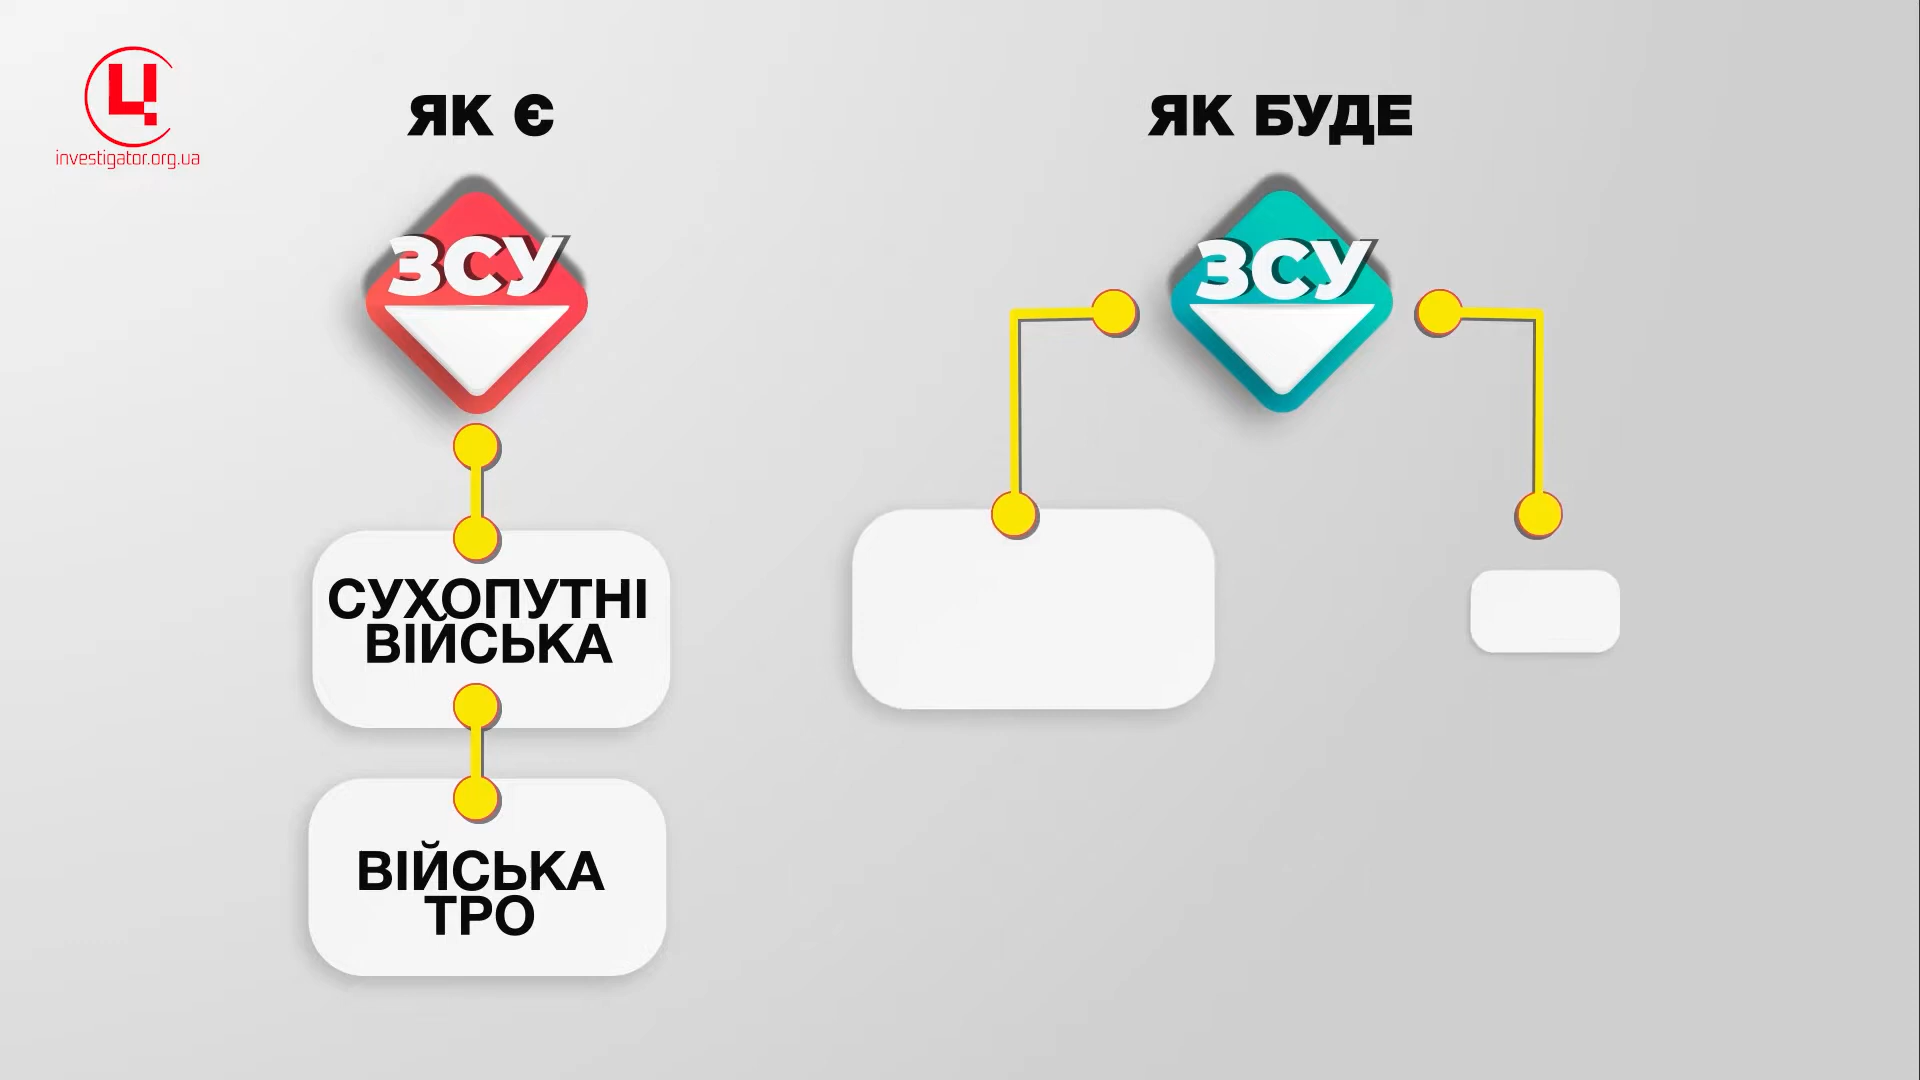 Ц
investigator.org.ua
ЯК Є
ЗСУ
СУХОПУТНІ
ВІЙСЬКА
ВІЙСЬКА
ТРО
ЯК БУДЕ
ЗСУ